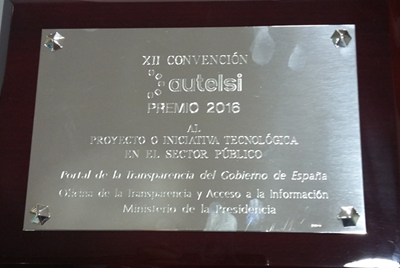 XII CONVENCIÓN
autelsi
PREMIO 2016
AL
PROYECTO O INICIATIVA TECNOLÓGICA
EN EL SECTOR PÚBLICO
Portal de la Transparencia del Gobierno de España
Oficina de la Transparencia y Acceso a la Información
Ministerio de la Presidencia